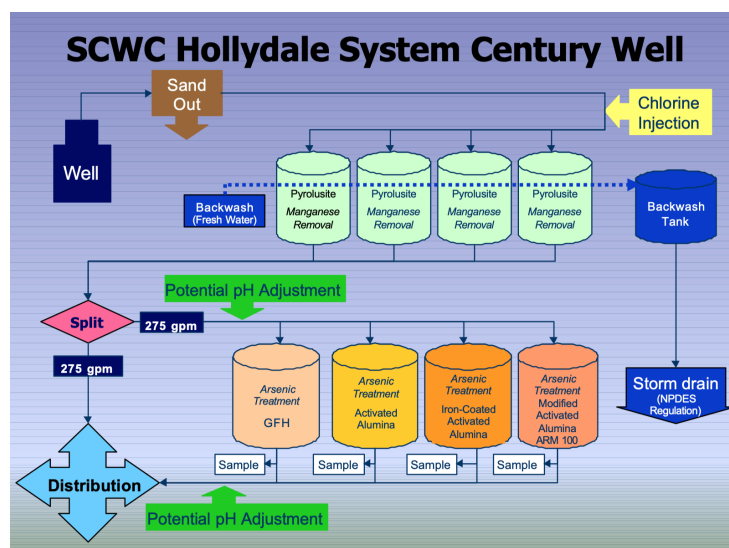 SCWC Hollydale System Century Well
Sand
Out
Chlorine
Injection
Well
Backwash
(Fresh Water)
Pyrolusite
Manganese
Removal
Pyrolusite
Manganese
Removal
Pyrolusite
Manganese
Removal
Pyrolusite
Manganese
Removal
Backwash
Tank
Potential pH Adjustment
Split
275 gpm
275 gpm
Arsenic
Treatment
GFH
Arsenic
Treatment
Activated
Alumina
Arsenic
Treatment
Iron-Coated
Activated
Alumina
Arsenic
Treatment
Modified
Activated
Alumina
ARM 100
Storm drain
(NPDES
Regulation)
Sample
Sample
Sample
Sample
Distribution
Potential pH Adjustment